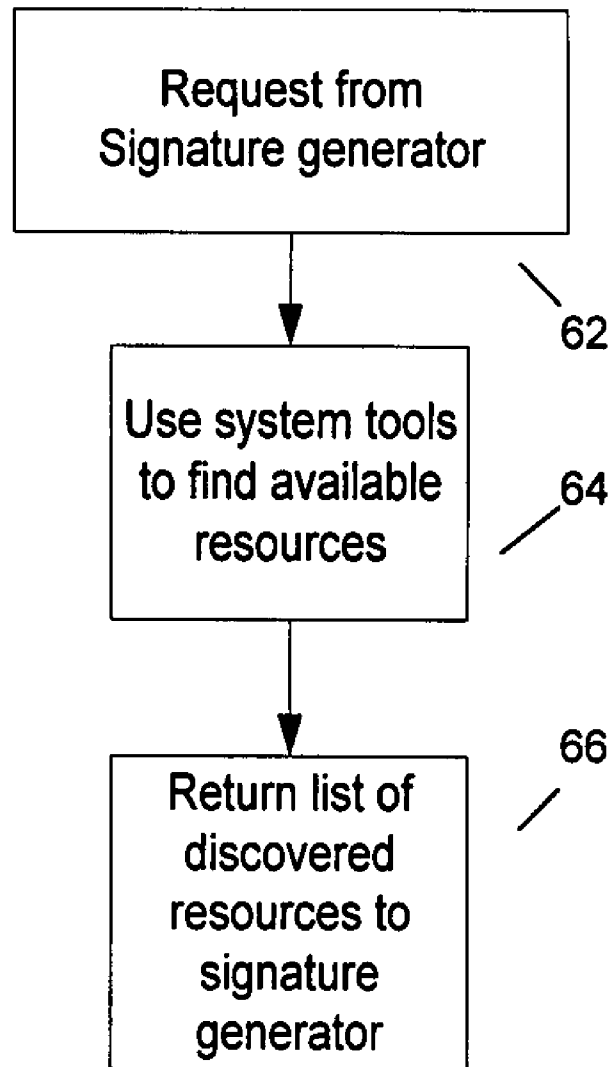 Request from
Signature generator
62
Use system tools
to find available
resources
64
66
Return list of
discovered
resources to
signature
generator